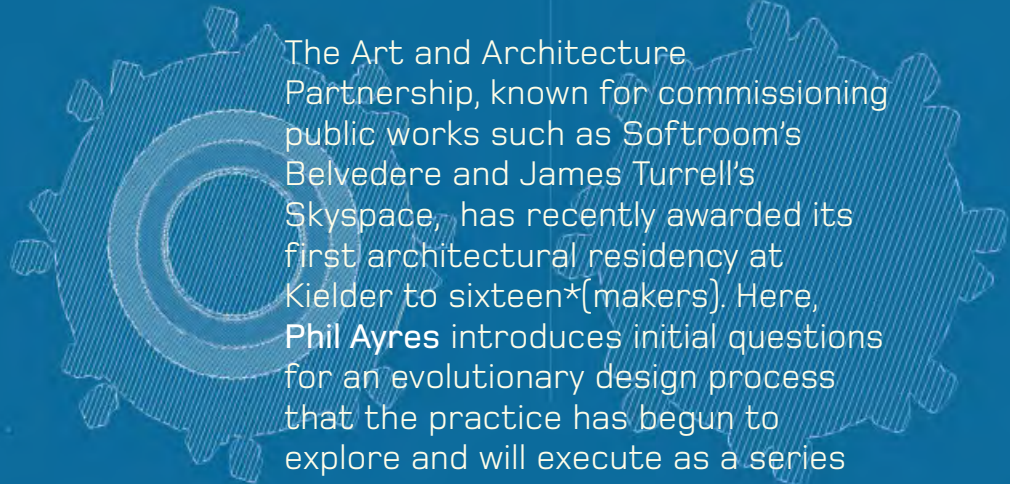 The Art and Architecture
Partnership, known for commissioning
public works such as Softroom's
Belvedere and James Turrell's
Skyspace, has recently awarded its
first architectural residency at
Kielder to sixteen*(makers). Here,
Phil Ayres introduces initial questions
for an evolutionary design process
that the practice has begun to
explore and will execute as a series